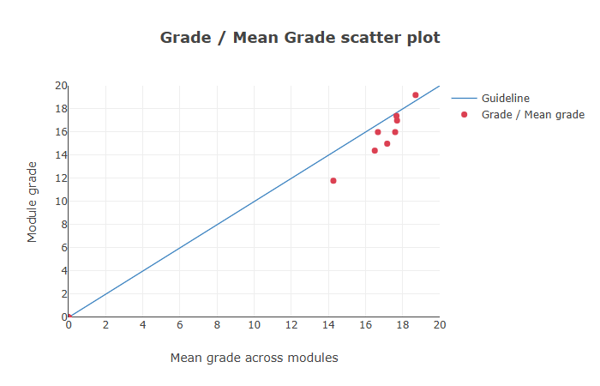 Grade / Mean Grade scatter plot
20
18
16
14
12
10
8
6
4
2
0
0 2 4 6 8 10 12 14 16 18 20
Module grade
Mean grade across modules
Guideline
Grade / Mean grade